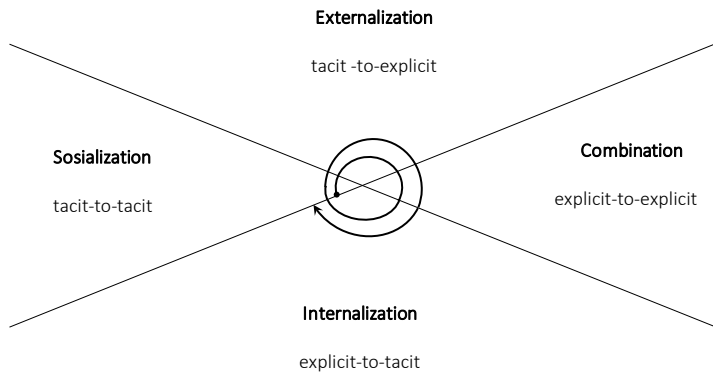 Externalization
tacit -to-explicit
Sosialization
tacit-to-tacit
Combination
explicit-to-explicit
Internalization
explicit-to-tacit